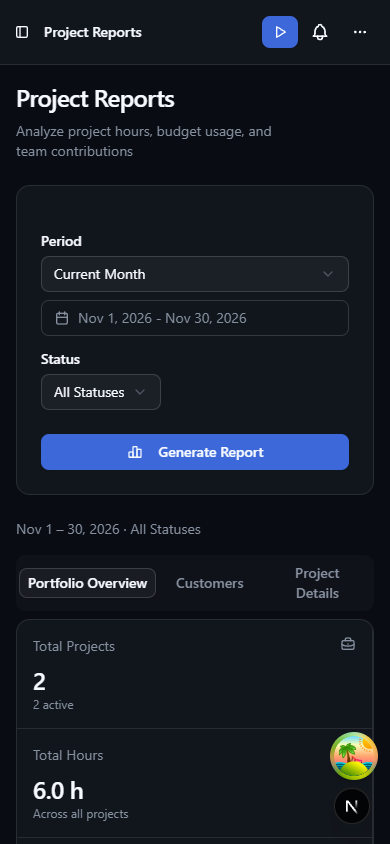 Project Reports
Project Reports
Analyze project hours, budget usage, and
team contributions
Period
Current Month
Nov 1, 2026 - Nov 30, 2026
Status
All Statuses
Generate Report
Nov 1 – 30, 2026 · All Statuses
Portfolio Overview
Customers
Project
Details
Total Projects
2
2 active
Total Hours
6.0 h
Across all projects
N